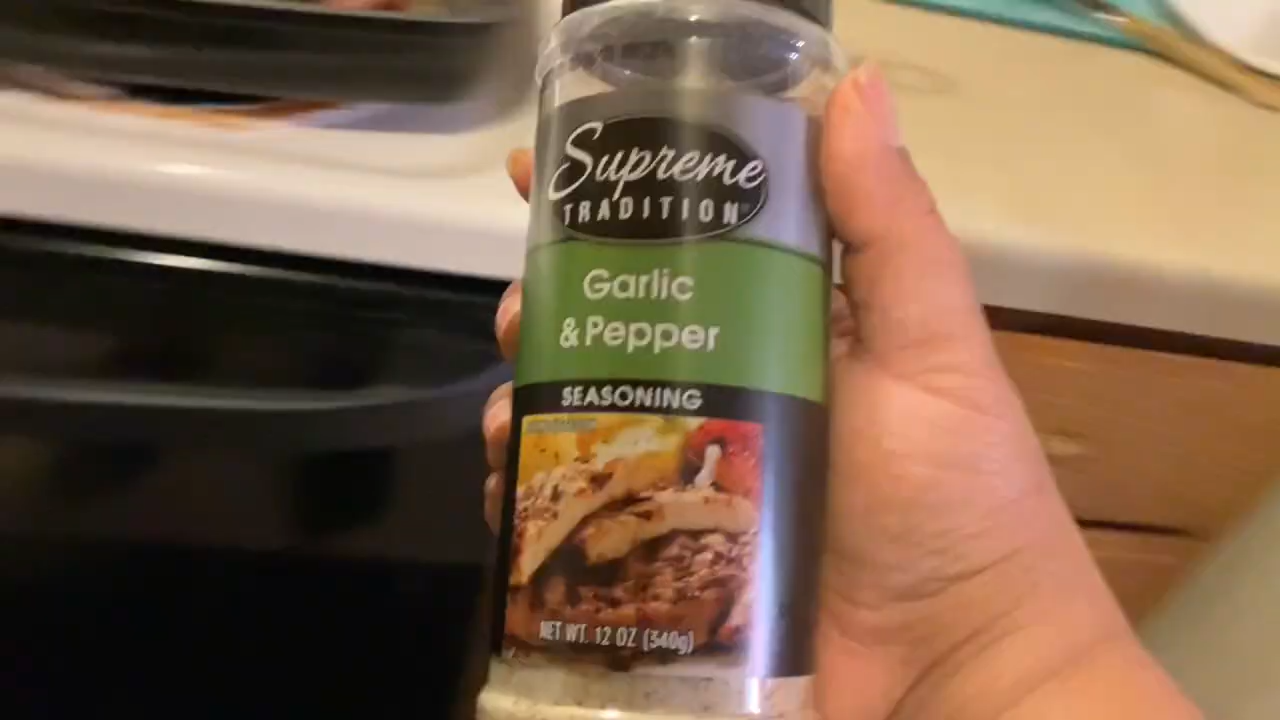 Supreme
TRADITION
Garlic
& Pepper
SEASONING
NET WT. 12 OZ (340g)